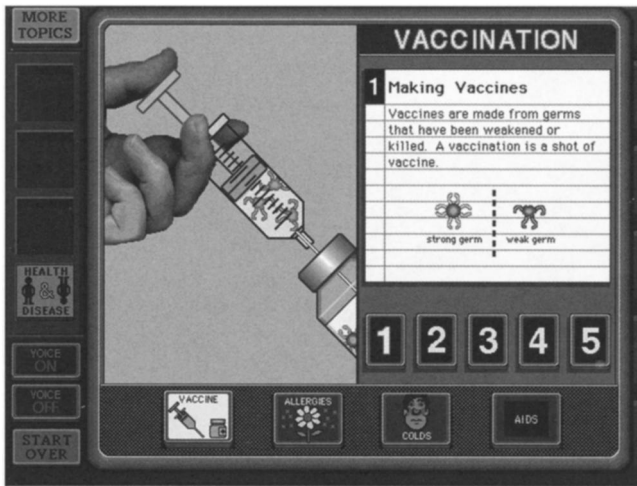 MORE
TOPICS
HEALTH
&
DISEASE
VOICE
ON
VOICE
OFF
START
OVER
VACCINATION
1 Making Vaccines
Vaccines are made from germs
that have been weakened or
killed. A vaccination is a shot of
vaccine.
strong germ weak germ
1 2 3 4 5
VACCINE
ALLERGIES
COLDS
AIDS